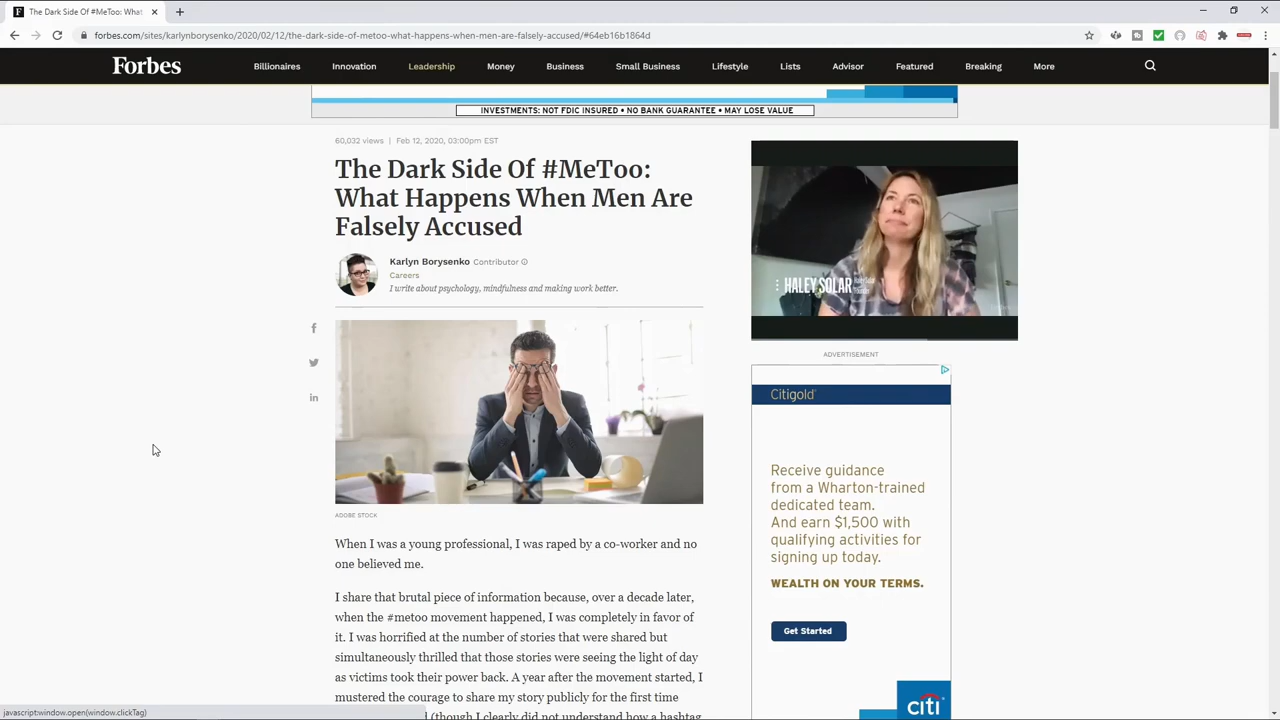 The Dark Side Of #MeToo: Wha
forbes.com/sites/karlynborysenko/2020/02/12/the-dark-side-of-metoo-what-happens-when-men-are-falsely-accused/#64eb16b1864d
Forbes
Billionaires Innovation Leadership Money Business Small Business Lifestyle Lists Advisor Featured Breaking More
INVESTMENTS: NOT FDIC INSURED • NO BANK GUARANTEE • MAY LOSE VALUE
60,032 views | Feb 12, 2020, 03:00pm EST
The Dark Side Of #MeToo:
What Happens When Men Are
Falsely Accused
Karlyn Borysenko Contributor
Careers
I write about psychology, mindfulness and making work better.
HALEY SOLAR
ADOBE STOCK
When I was a young professional, I was raped by a co-worker and no
one believed me.
I share that brutal piece of information because, over a decade later,
when the #metoo movement happened, I was completely in favor of
it. I was horrified at the number of stories that were shared but
simultaneously thrilled that those stories were seeing the light of day
as victims took their power back. A year after the movement started, I
mustered the courage to share my story publicly for the first time
(though I clearly did not understand how a hashtag
ADVERTISEMENT
Citigold
Receive guidance
from a Wharton-trained
dedicated team.
And earn $1,500 with
qualifying activities for
signing up today.
WEALTH ON YOUR TERMS.
Get Started
citi
javascript:window.open(window.clickTag)